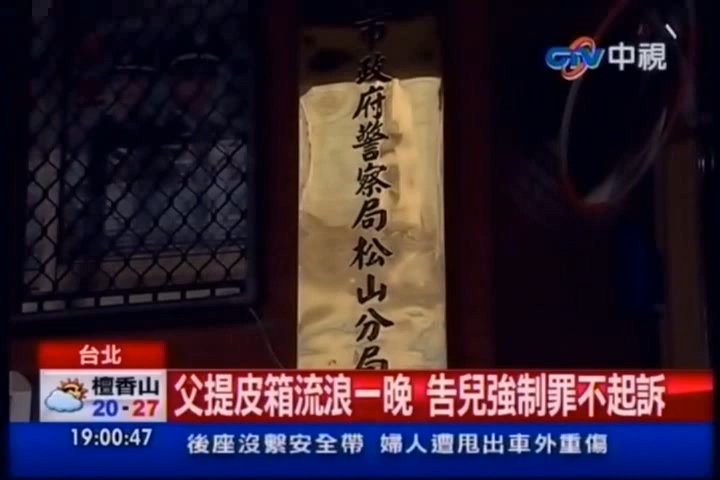 市政府警察局松山分局
CTV中視
台北
檀香山
20-27
父提皮箱流浪一晚 告兒強制罪不起訴
19:00:47
後座沒繫安全帶 婦人遭甩出車外重傷